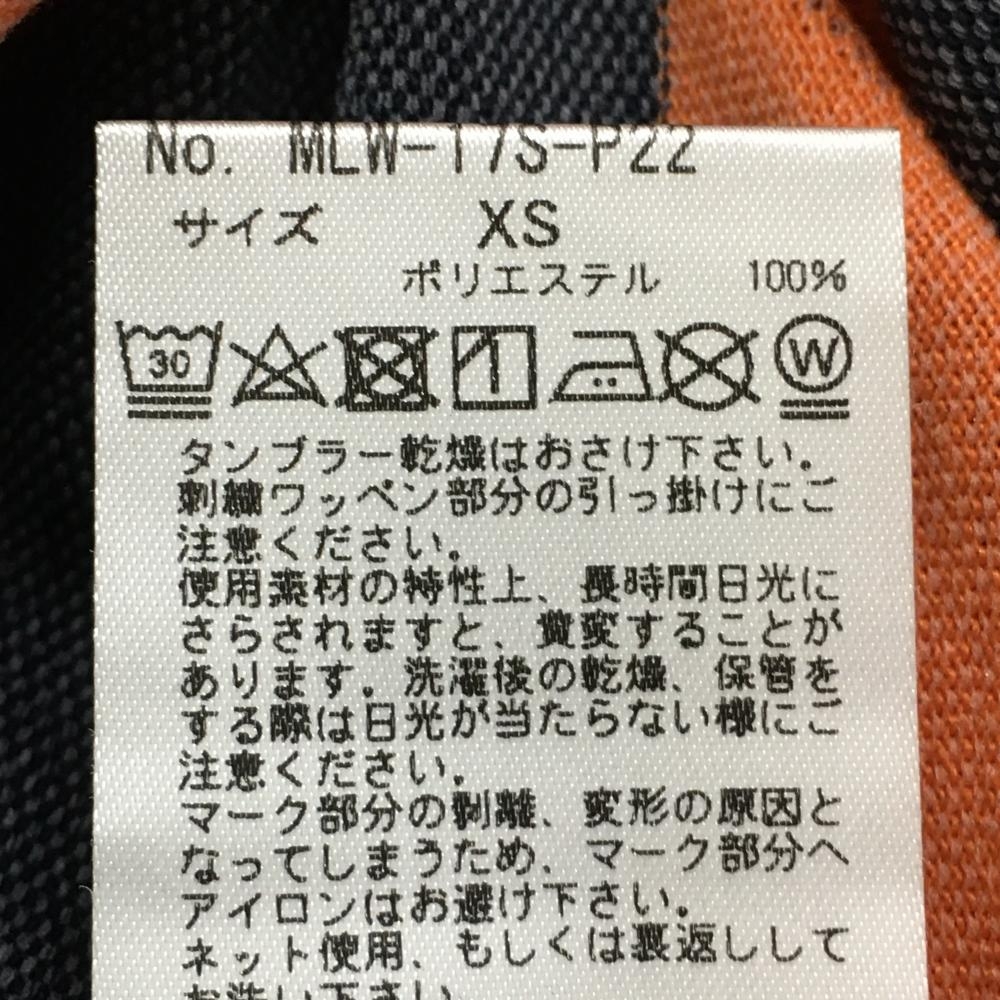 No. MLW-17S-P22
サイズ XS
ポリエステル 100%
30 W
タンブラー乾燥はおさけ下さい。
刺繍ワッペン部分の引っ掛けにご
注意ください。
使用素材の特性上、長時間日光に
さらされますと、黄変することが
あります。洗濯後の乾燥、保管を
する際は日光が当たらない様にご
注意ください。
マーク部分の剥離、変形の原因と
なってしまうため、マーク部分へ
アイロンはお避け下さい。
ネット使用、もしくは裏返しして
お洗い下さい。